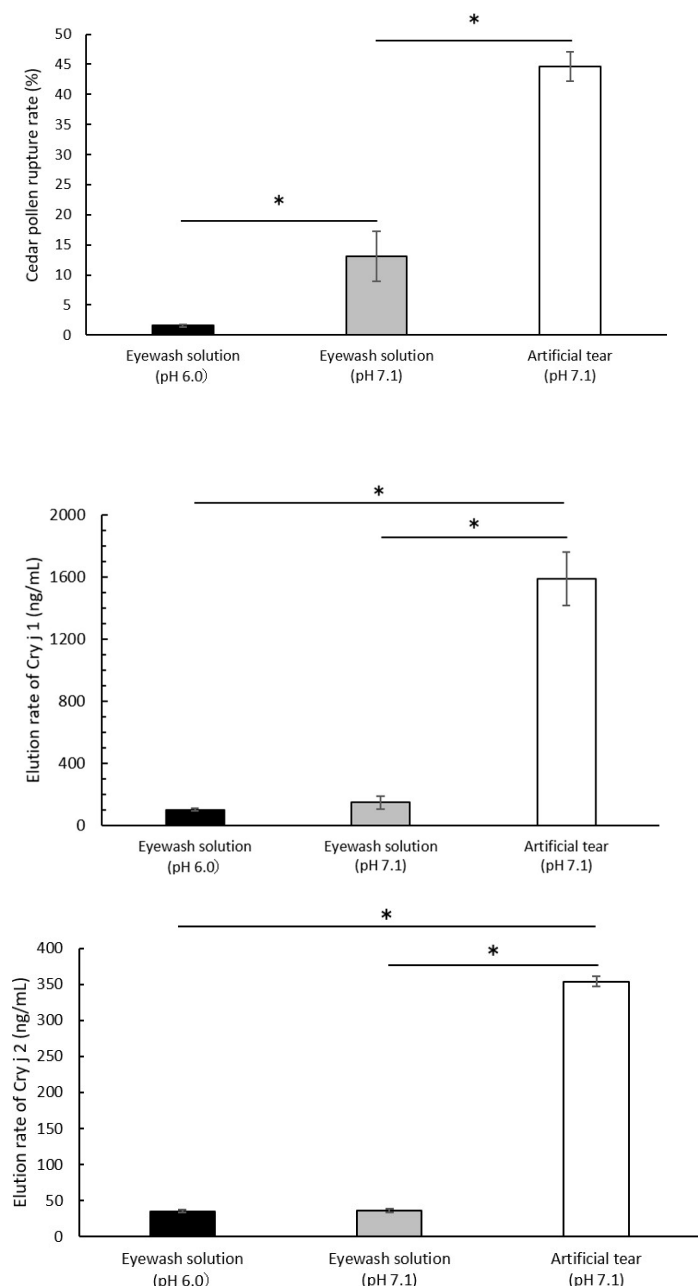 *
*
Cedar pollen rupture rate (%)
50
45
40
35
30
25
20
15
10
5
0
Eyewash solution
(pH 6.0）
Eyewash solution
(pH 7.1)
Artificial tear
(pH 7.1)
*
*
Elution rate of Cry j 1 (ng/mL)
2000
1600
1200
800
400
0
Eyewash solution
(pH 6.0）
Eyewash solution
(pH 7.1)
Artificial tear
(pH 7.1)
*
*
Elution rate of Cry j 2 (ng/mL)
400
350
300
250
200
150
100
50
0
Eyewash solution
(pH 6.0）
Eyewash solution
(pH 7.1)
Artificial tear
(pH 7.1)